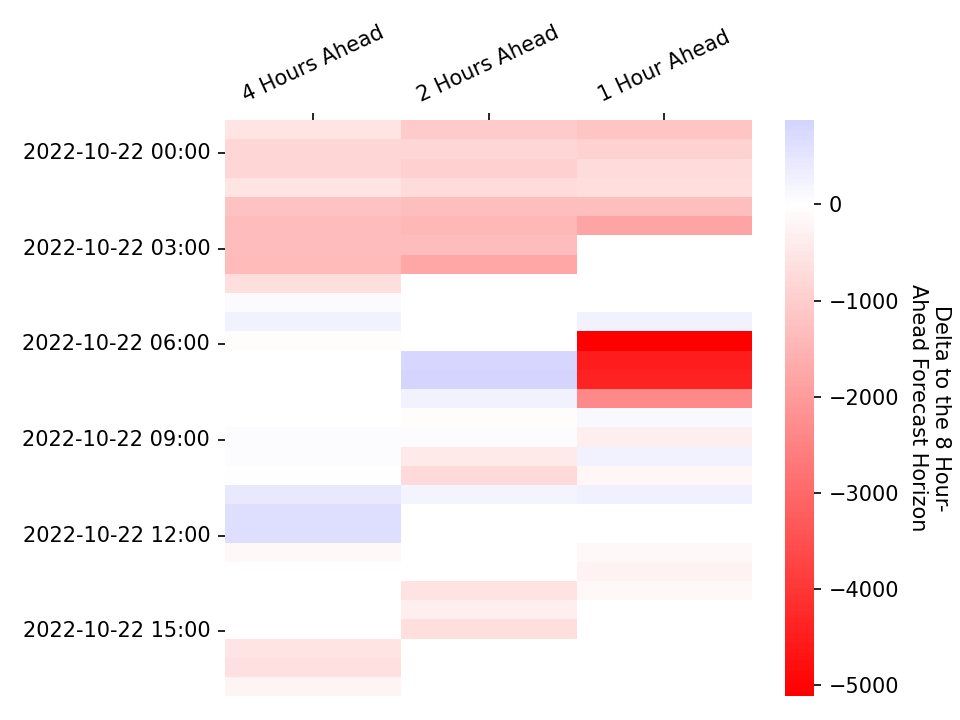 4 Hours Ahead
2 Hours Ahead
1 Hour Ahead
2022-10-22 00:00
2022-10-22 03:00
2022-10-22 06:00
2022-10-22 09:00
2022-10-22 12:00
2022-10-22 15:00
0
−1000
−2000
−3000
−4000
−5000
Delta to the 8 Hour-
Ahead Forecast Horizon